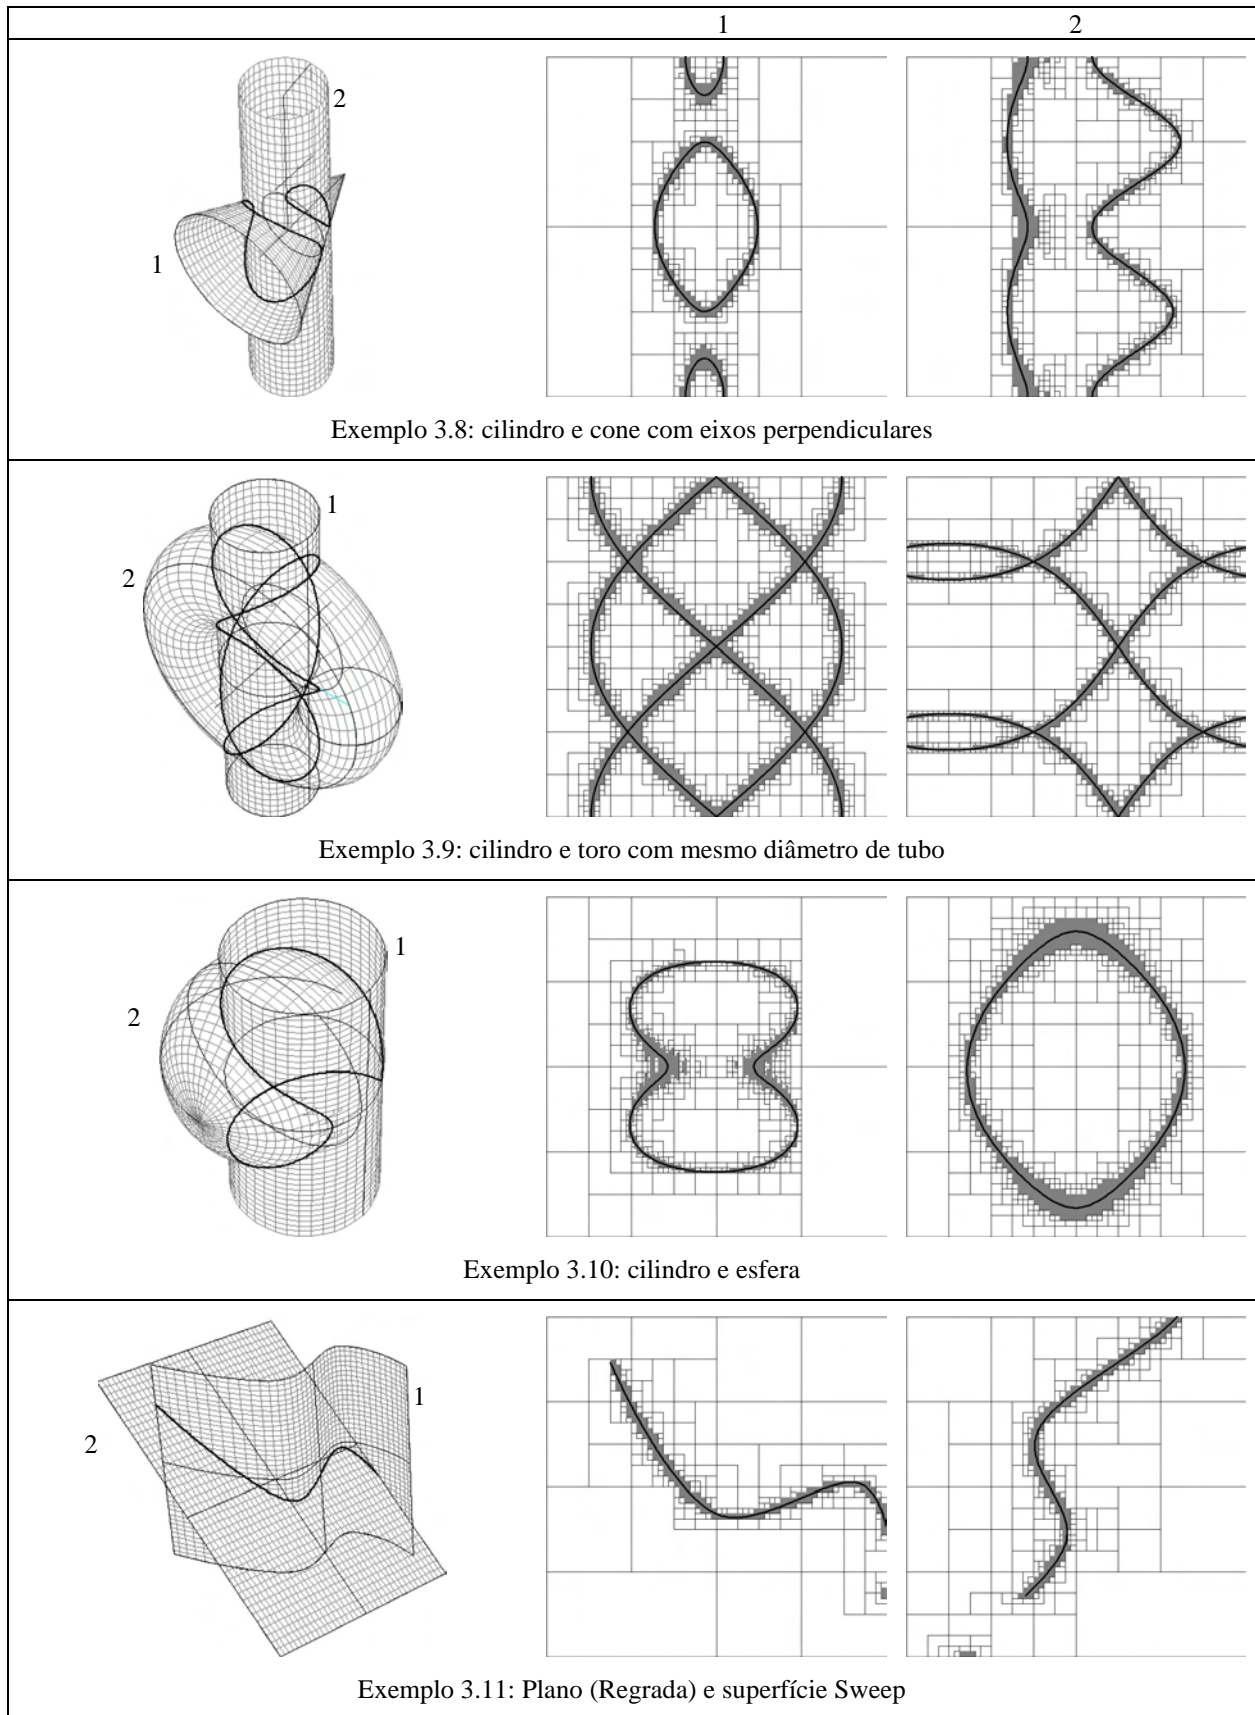 1 2
2
1
Exemplo 3.8: cilindro e cone com eixos perpendiculares
1
2
Exemplo 3.9: cilindro e toro com mesmo diâmetro de tubo
1
2
Exemplo 3.10: cilindro e esfera
1
2
Exemplo 3.11: Plano (Regrada) e superfície Sweep